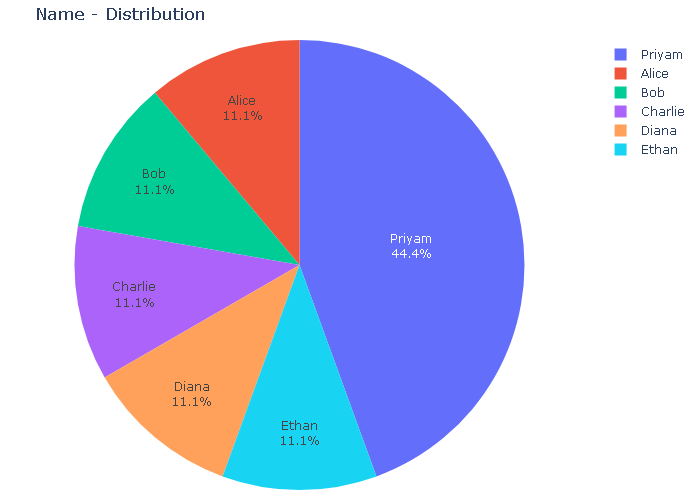 Name - Distribution
Priyam
44.4%
Alice
11.1%
Bob
11.1%
Charlie
11.1%
Diana
11.1%
Ethan
11.1%
Priyam
Alice
Bob
Charlie
Diana
Ethan